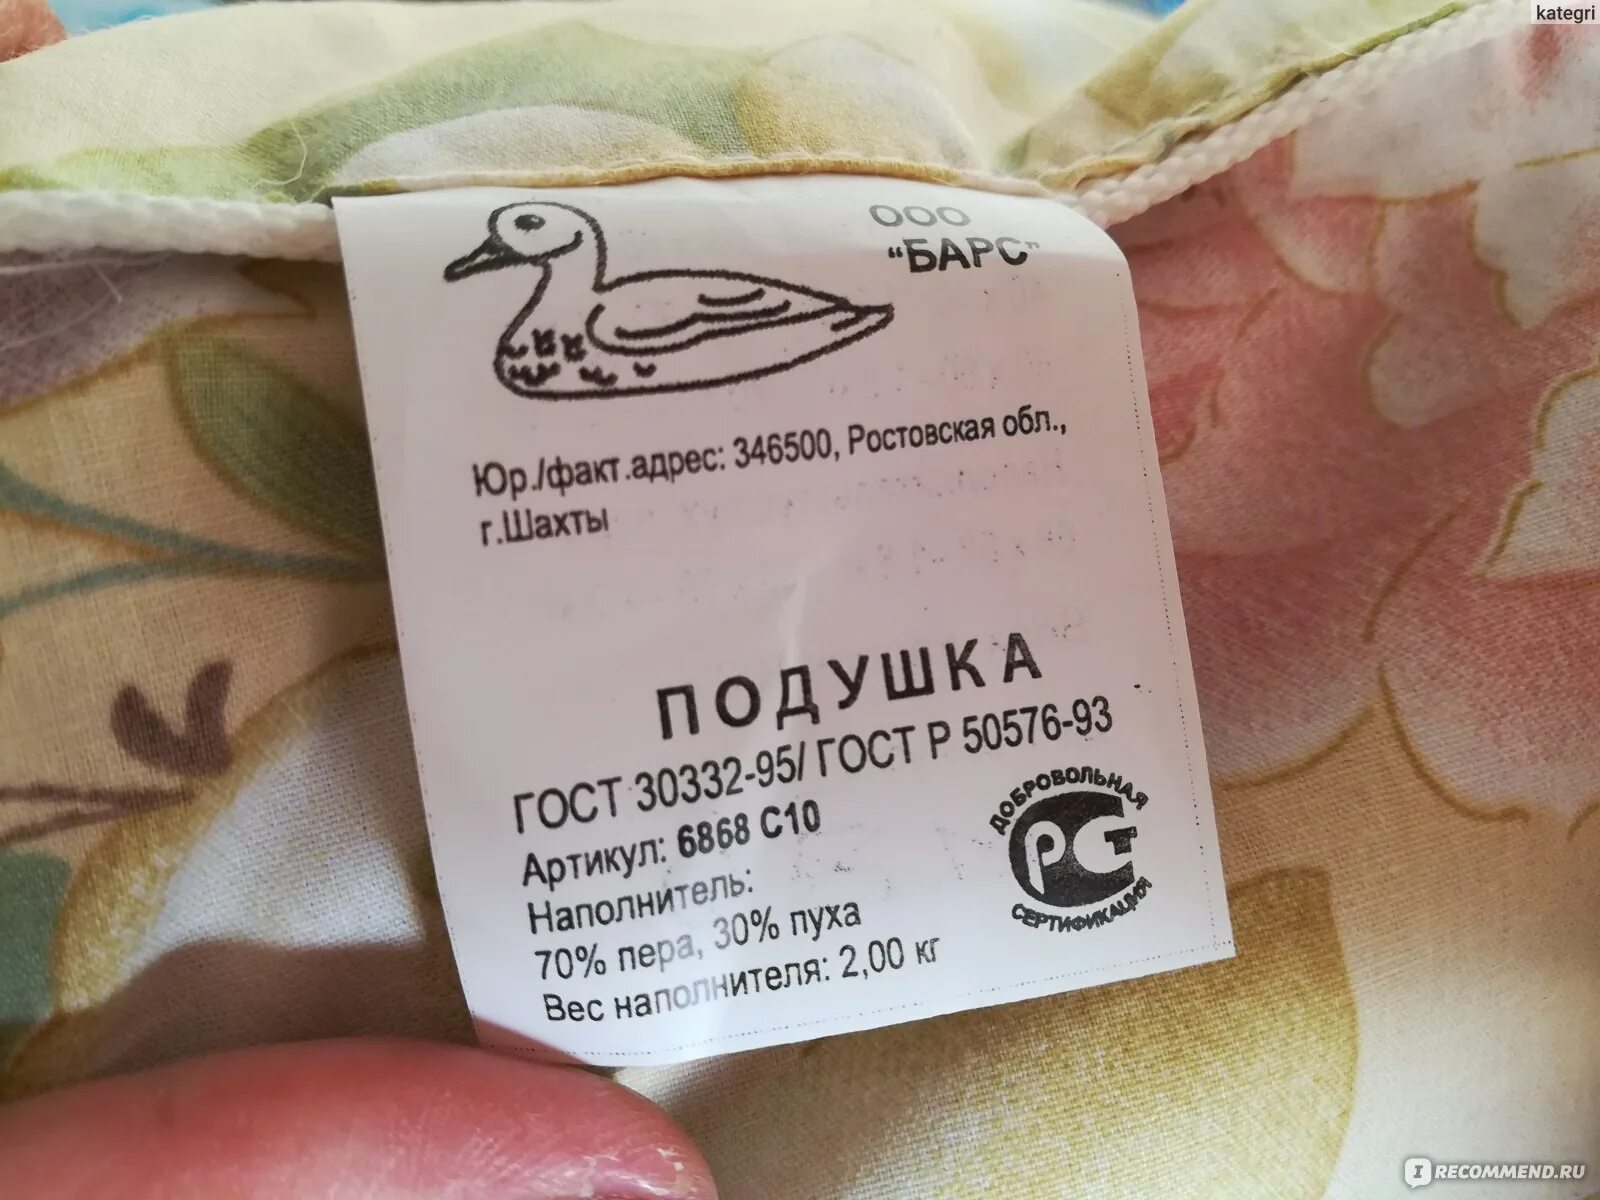 kategri
ООО
"БАРС"
Юр./факт.адрес: 346500, Ростовская обл.,
г.Шахты
ПОДУШКА
ГОСТ 30332-95/ ГОСТ Р 50576-93
Артикул: 6868 С10
Наполнитель:
70% пера, 30% пуха
Вес наполнителя: 2,00 кг
ДОБРОВОЛЬНАЯ
РСТ
СЕРТИФИКАЦИЯ
IRECOMMEND.RU